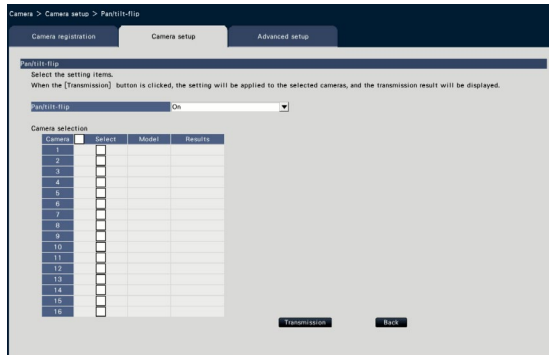 Camera > Camera setup > Pan/tilt-flip
Camera registration Camera setup Advanced setup
Pan/tilt-flip
Select the setting items.
When the [Transmission] button is clicked, the setting will be applied to the selected cameras, and the transmission result will be displayed.
Pan/tilt-flip On
Camera selection
Camera Select Model Results
1
2
3
4
5
6
7
8
9
10
11
12
13
14
15
16
Transmission Back